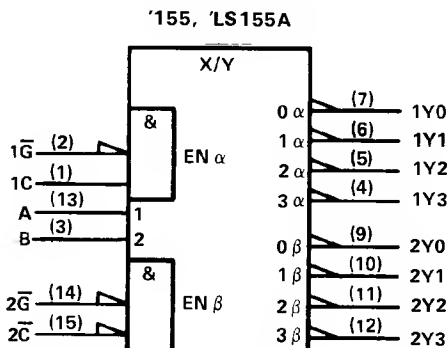 '155, 'LS155A
X/Y
&
1G̅ (2)
EN α
1C (1)
A (13) 1
B (3) 2
&
2G̅ (14)
EN β
2C̅ (15)
0 α (7) 1Y0
1 α (6) 1Y1
2 α (5) 1Y2
3 α (4) 1Y3
0 β (9) 2Y0
1 β (10) 2Y1
2 β (11) 2Y2
3 β (12) 2Y3